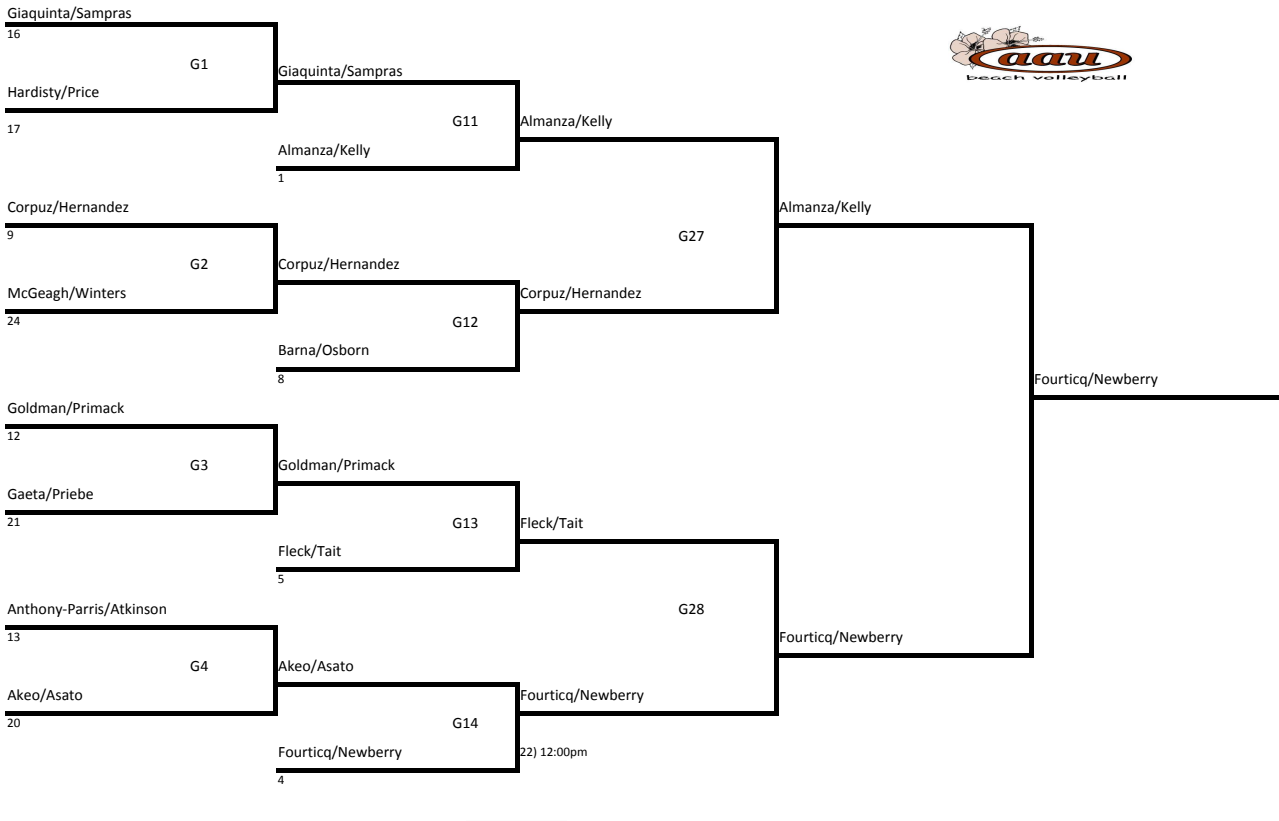 Giaquinta/Sampras
16
G1
Giaquinta/Sampras
Hardisty/Price
17
G11
Almanza/Kelly
Almanza/Kelly
1
Corpuz/Hernandez
9
Almanza/Kelly
G27
G2
Corpuz/Hernandez
McGeagh/Winters
24
Corpuz/Hernandez
G12
Barna/Osborn
8
Fourticq/Newberry
Goldman/Primack
12
G3
Goldman/Primack
Gaeta/Priebe
21
G13
Fleck/Tait
Fleck/Tait
5
Anthony-Parris/Atkinson
13
G28
Fourticq/Newberry
G4
Akeo/Asato
Akeo/Asato
20
Fourticq/Newberry
G14
Fourticq/Newberry
4
22) 12:00pm
aau
beach volleyball